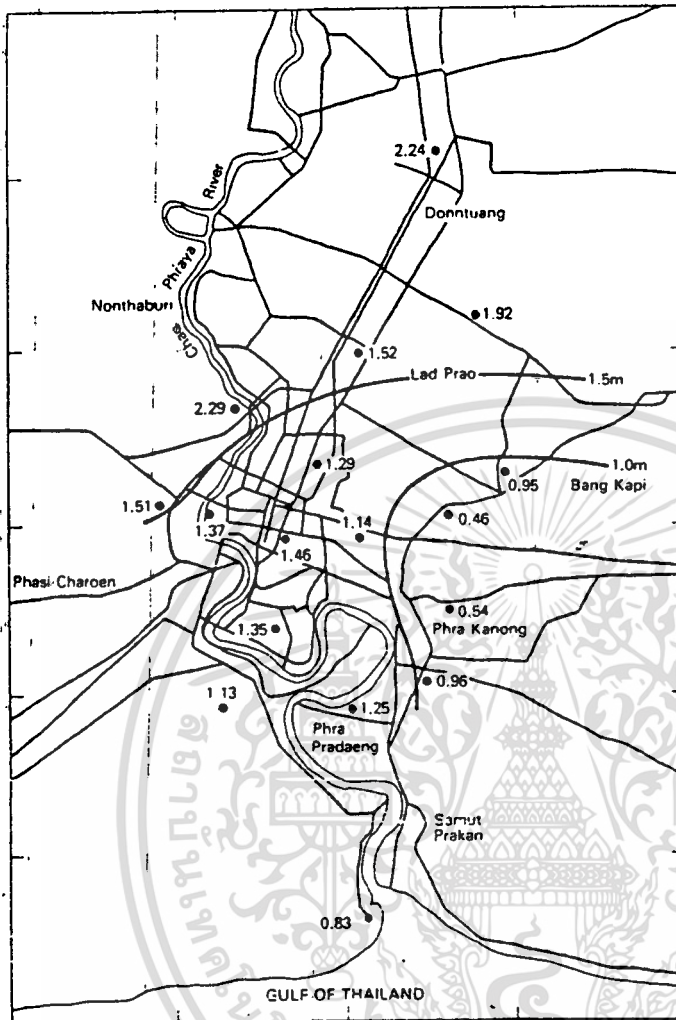 2.24
Donntuang
River
Phraya
Chao
Nonthaburi
1.92
1.52
Lad Prao
1.5m
2.29
1.29
1.0m
0.95
Bang Kapi
1.51
1.37
1.14
0.46
1.46
Phasi Charoen
0.54
Phra Kanong
1.35
0.96
1.13
1.25
Phra
Pradaeng
Samut
Prakan
0.83
GULF OF THAILAND